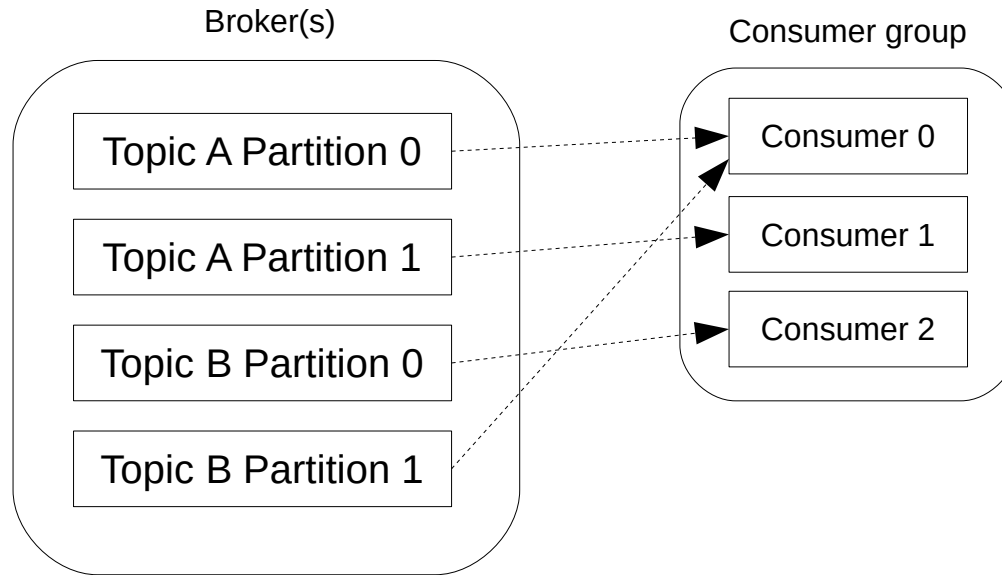 Broker(s)
Topic A Partition 0
Topic A Partition 1
Topic B Partition 0
Topic B Partition 1
Consumer group
Consumer 0
Consumer 1
Consumer 2